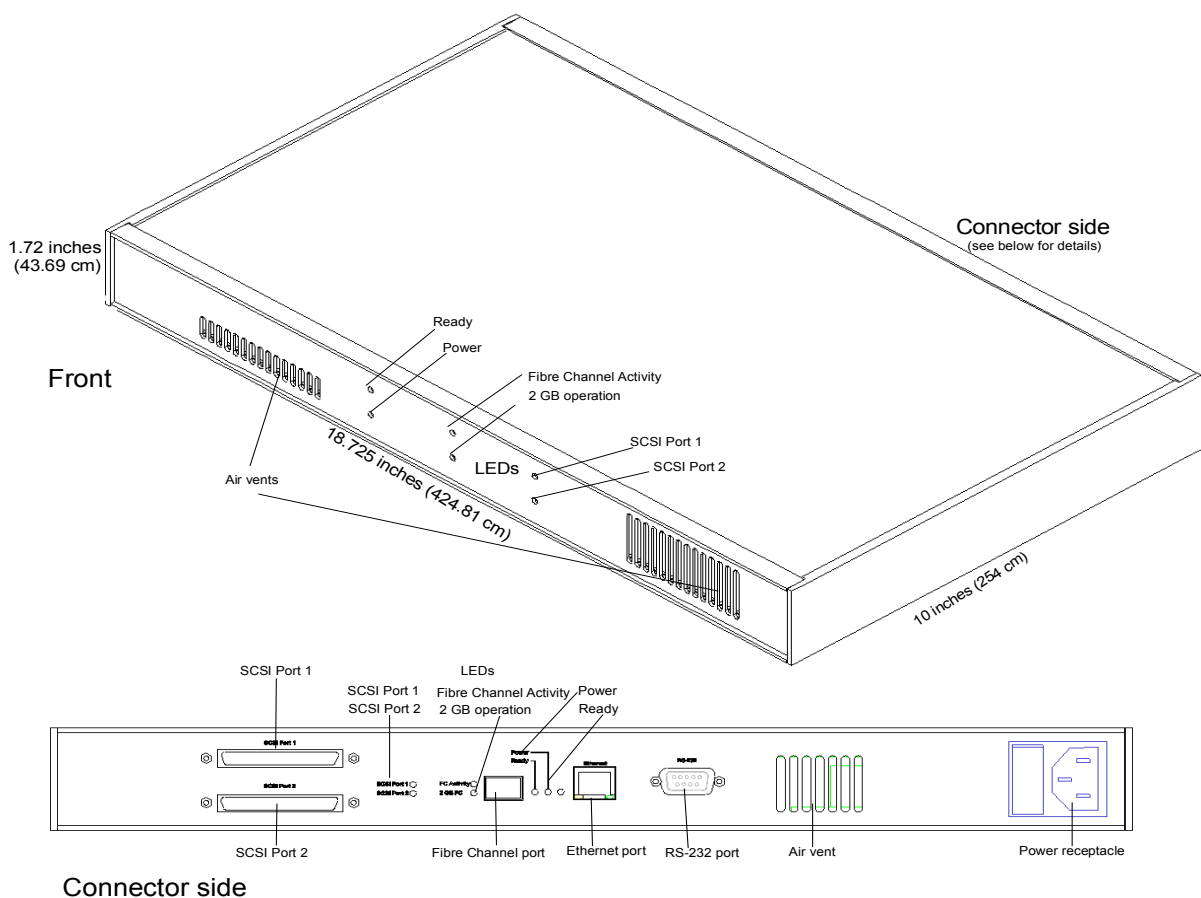 Connector side
(see below for details)
1.72 inches
(43.69 cm)
Ready
Power
Front
Fibre Channel Activity
2 GB operation
SCSI Port 1
SCSI Port 2
LEDs
18.725 inches (424.81 cm)
Air vents
10 inches (254 cm)
SCSI Port 1
LEDs
SCSI Port 1
SCSI Port 2
Fibre Channel Activity
2 GB operation
Power
Ready
SCSI Port 1
SCSI Port 2
SCSI Port 1
SCSI Port 2
FC Activity
2 GB FC
Power
Ready
Ethernet
RS-232
SCSI Port 2
Fibre Channel port
Ethernet port
RS-232 port
Air vent
Power receptacle
Connector side